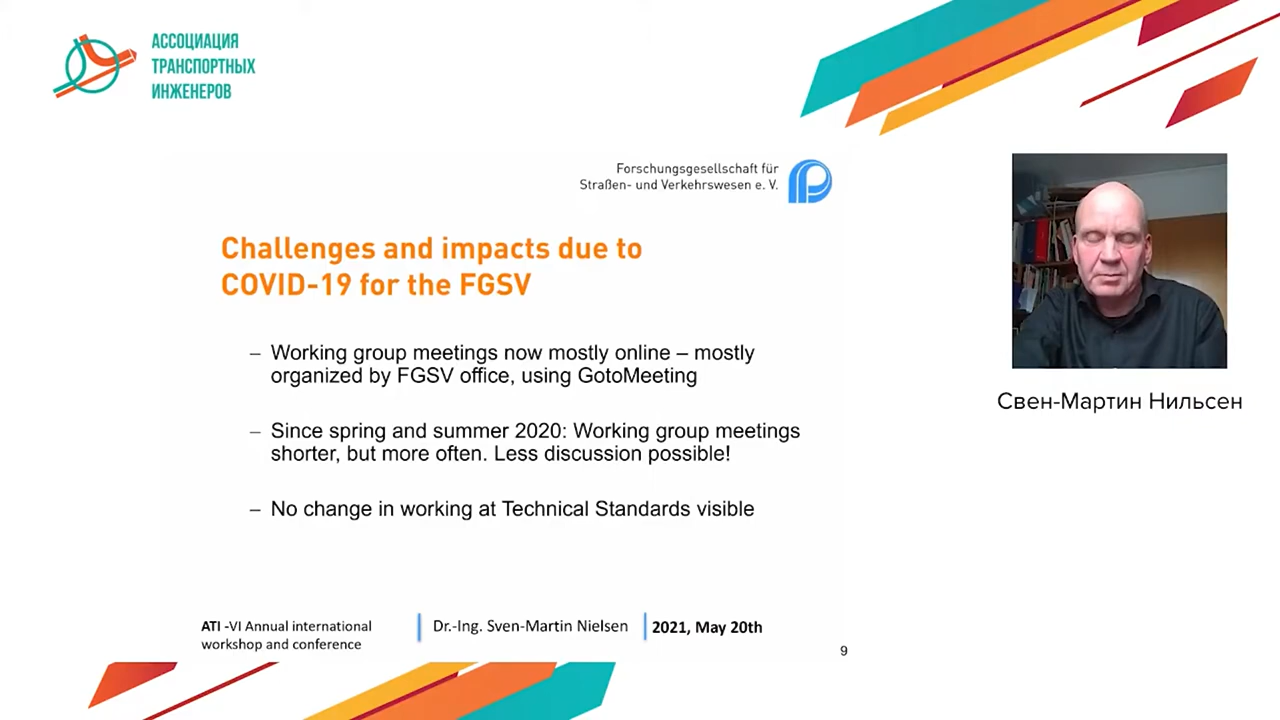 АССОЦИАЦИЯ
ТРАНСПОРТНЫХ
ИНЖЕНЕРОВ
Forschungsgesellschaft für
Straßen- und Verkehrswesen e. V.
Challenges and impacts due to
COVID-19 for the FGSV
– Working group meetings now mostly online – mostly
organized by FGSV office, using GotoMeeting
– Since spring and summer 2020: Working group meetings
shorter, but more often. Less discussion possible!
– No change in working at Technical Standards visible
Свен-Мартин Нильсен
ATI -VI Annual international
workshop and conference
Dr.-Ing. Sven-Martin Nielsen
2021, May 20th
9